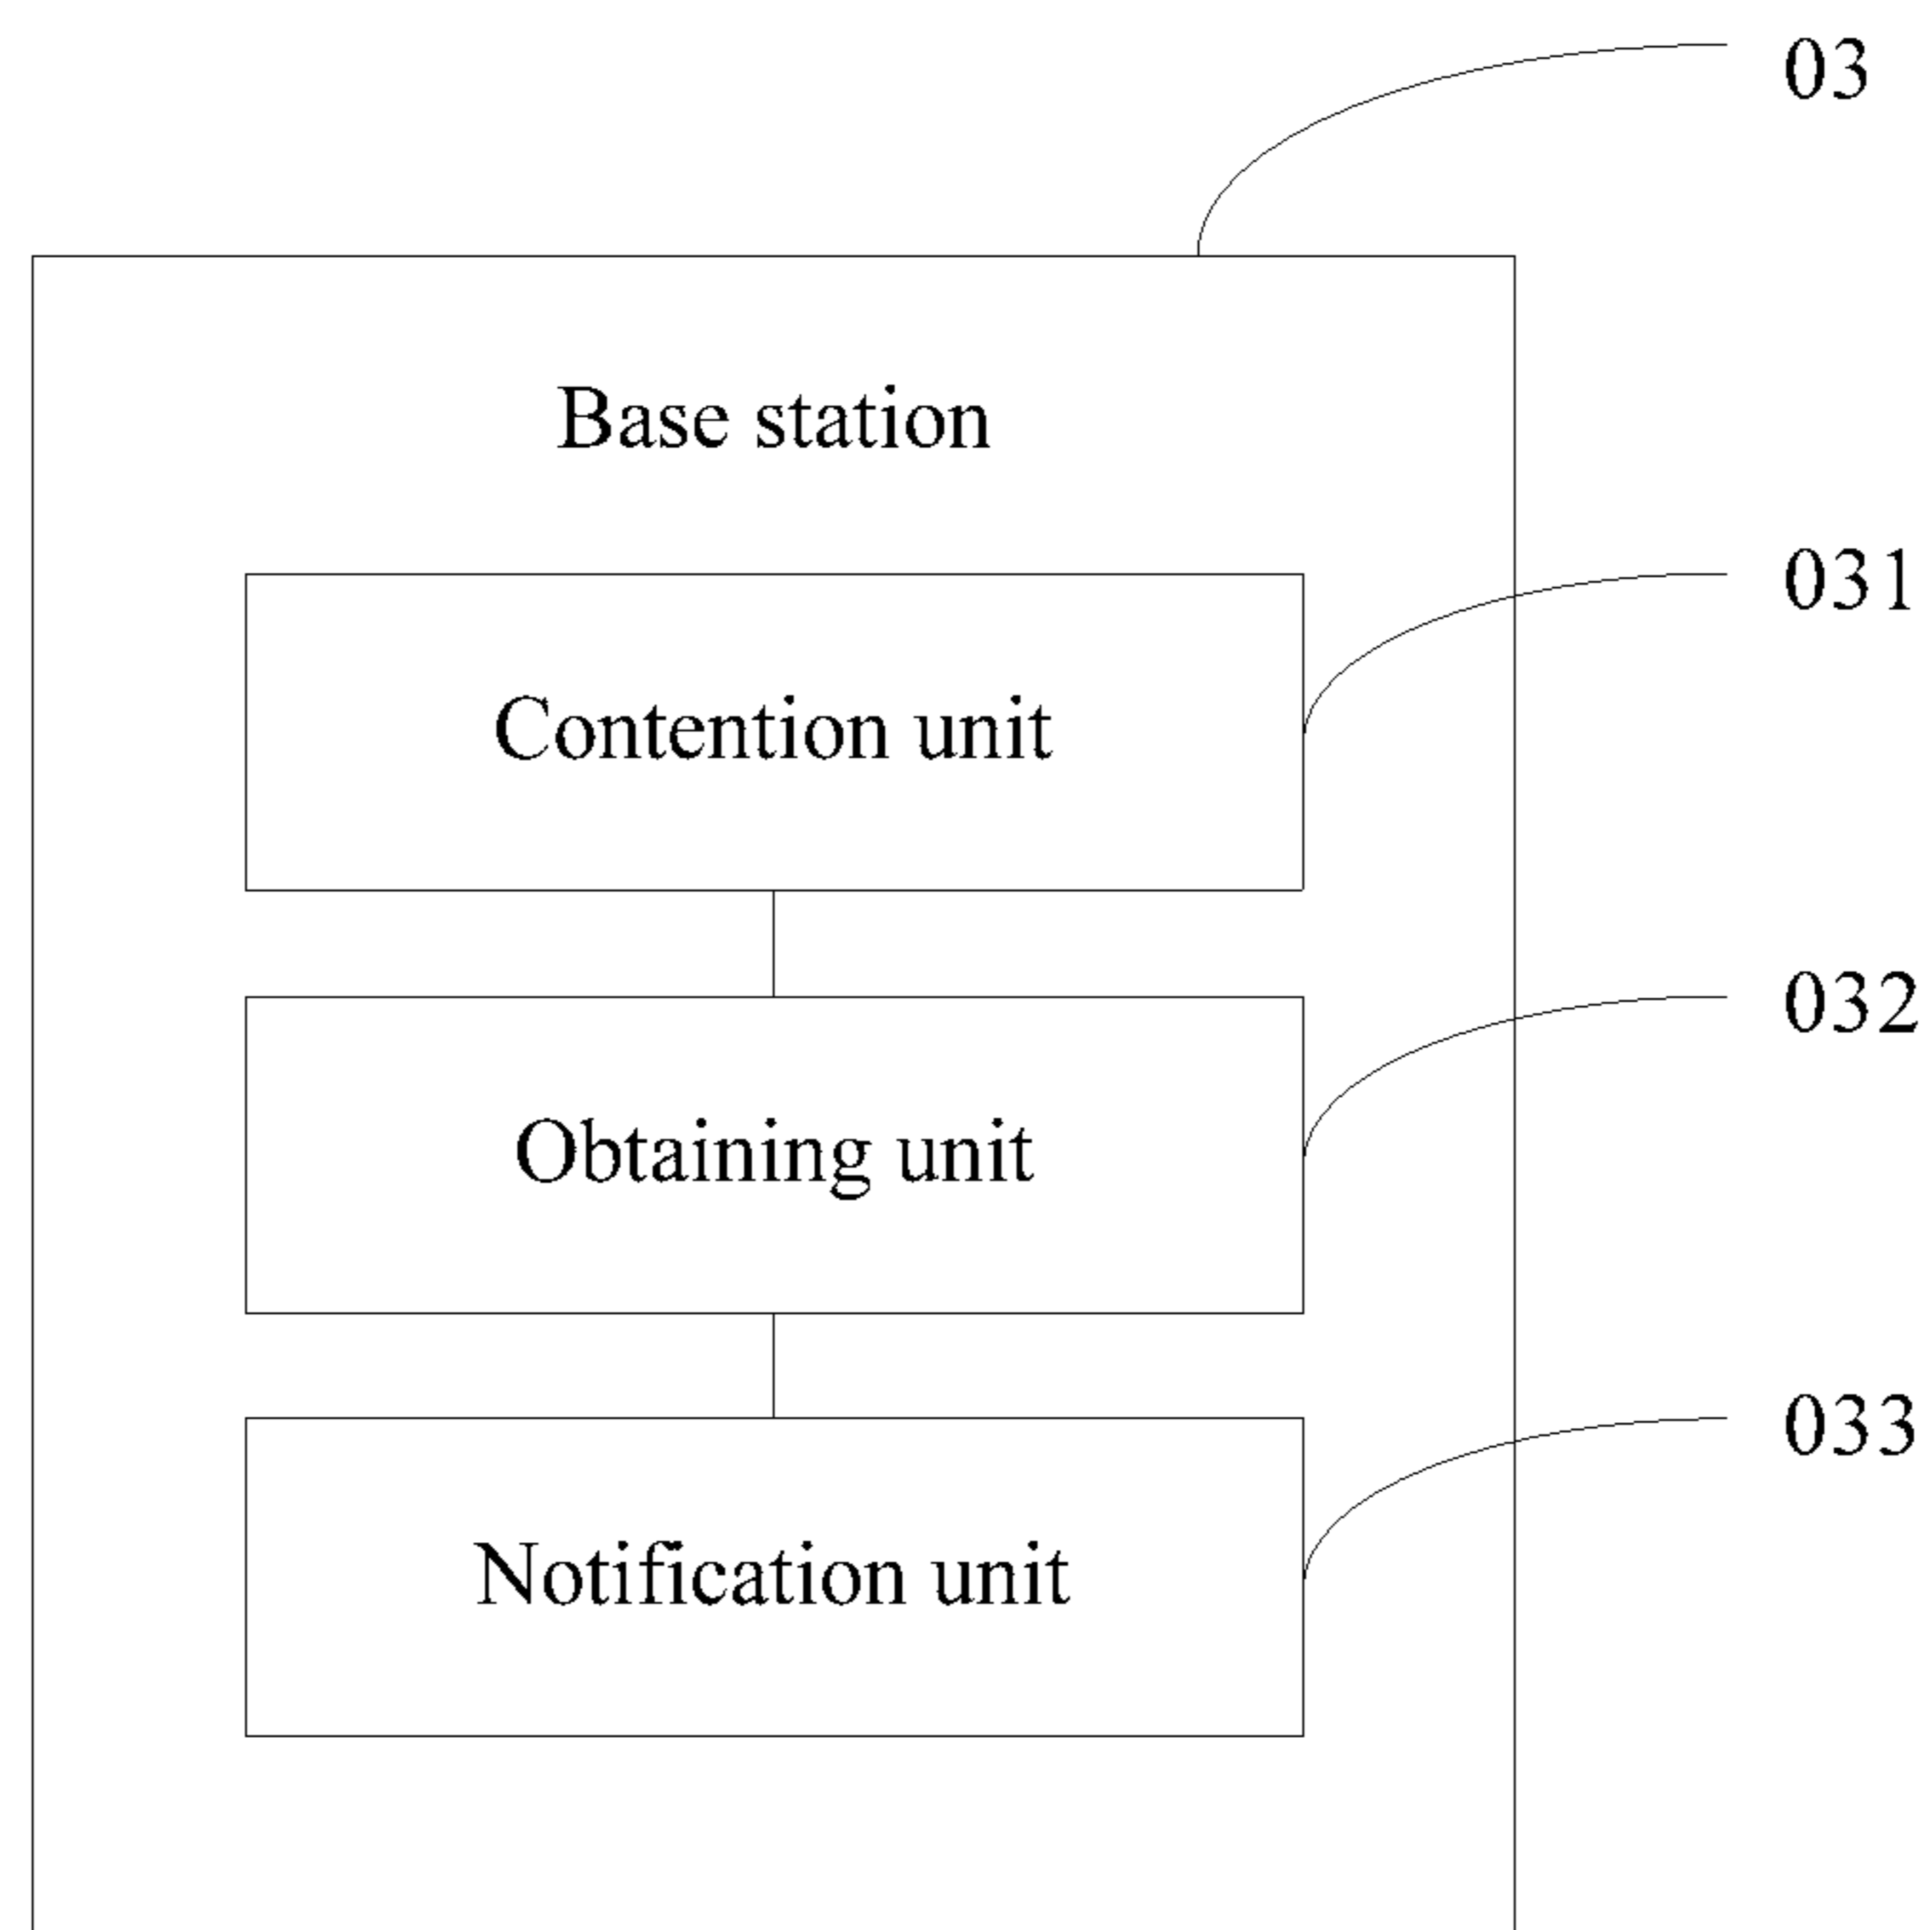 03
Base station
031
Contention unit
032
Obtaining unit
033
Notification unit